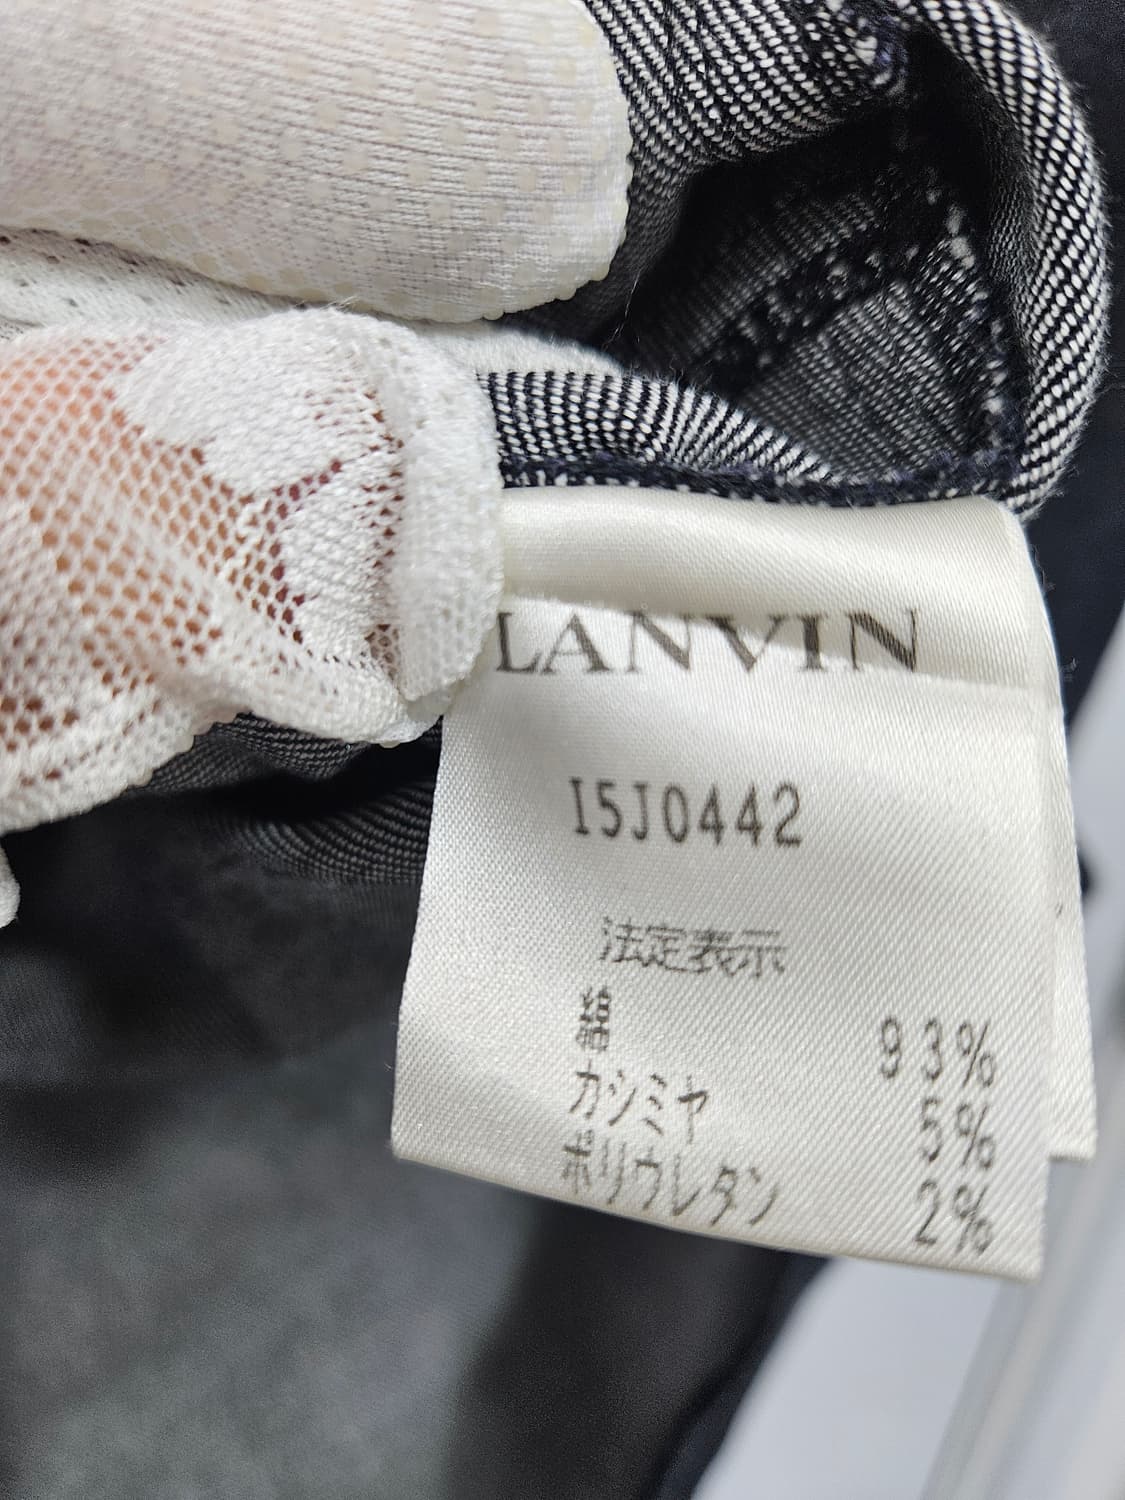 LANVIN
I5J0442
法定表示
綿 93%
カシミヤ 5%
ポリウレタン 2%